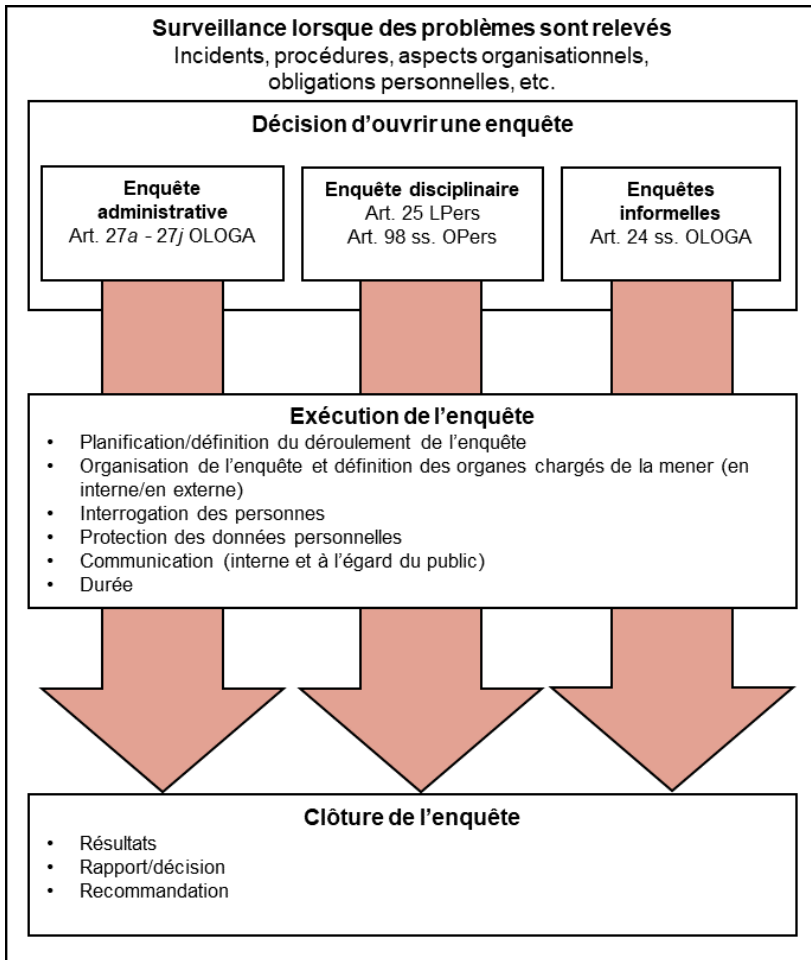 Surveillance lorsque des problèmes sont relevés
Incidents, procédures, aspects organisationnels,
obligations personnelles, etc.
Décision d'ouvrir une enquête
Enquête
administrative
Art. 27a - 27j OLOGA
Enquête disciplinaire
Art. 25 LPers
Art. 98 ss. OPers
Enquêtes
informelles
Art. 24 ss. OLOGA
Exécution de l'enquête
• Planification/définition du déroulement de l'enquête
• Organisation de l'enquête et définition des organes chargés de la mener (en
interne/en externe)
• Interrogation des personnes
• Protection des données personnelles
• Communication (interne et à l'égard du public)
• Durée
Clôture de l'enquête
• Résultats
• Rapport/décision
• Recommandation